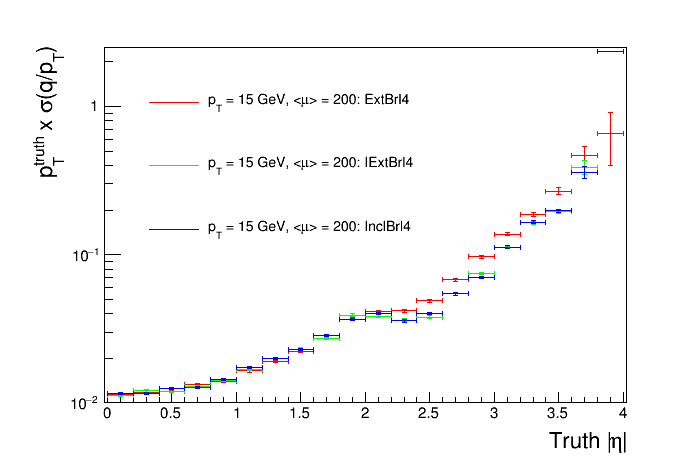 p_T^truth x σ(q/p_T)
1
10^−1
10^−2
p_T = 15 GeV, <μ> = 200: ExtBrl4
p_T = 15 GeV, <μ> = 200: IExtBrl4
p_T = 15 GeV, <μ> = 200: InclBrl4
0 0.5 1 1.5 2 2.5 3 3.5 4
Truth |η|